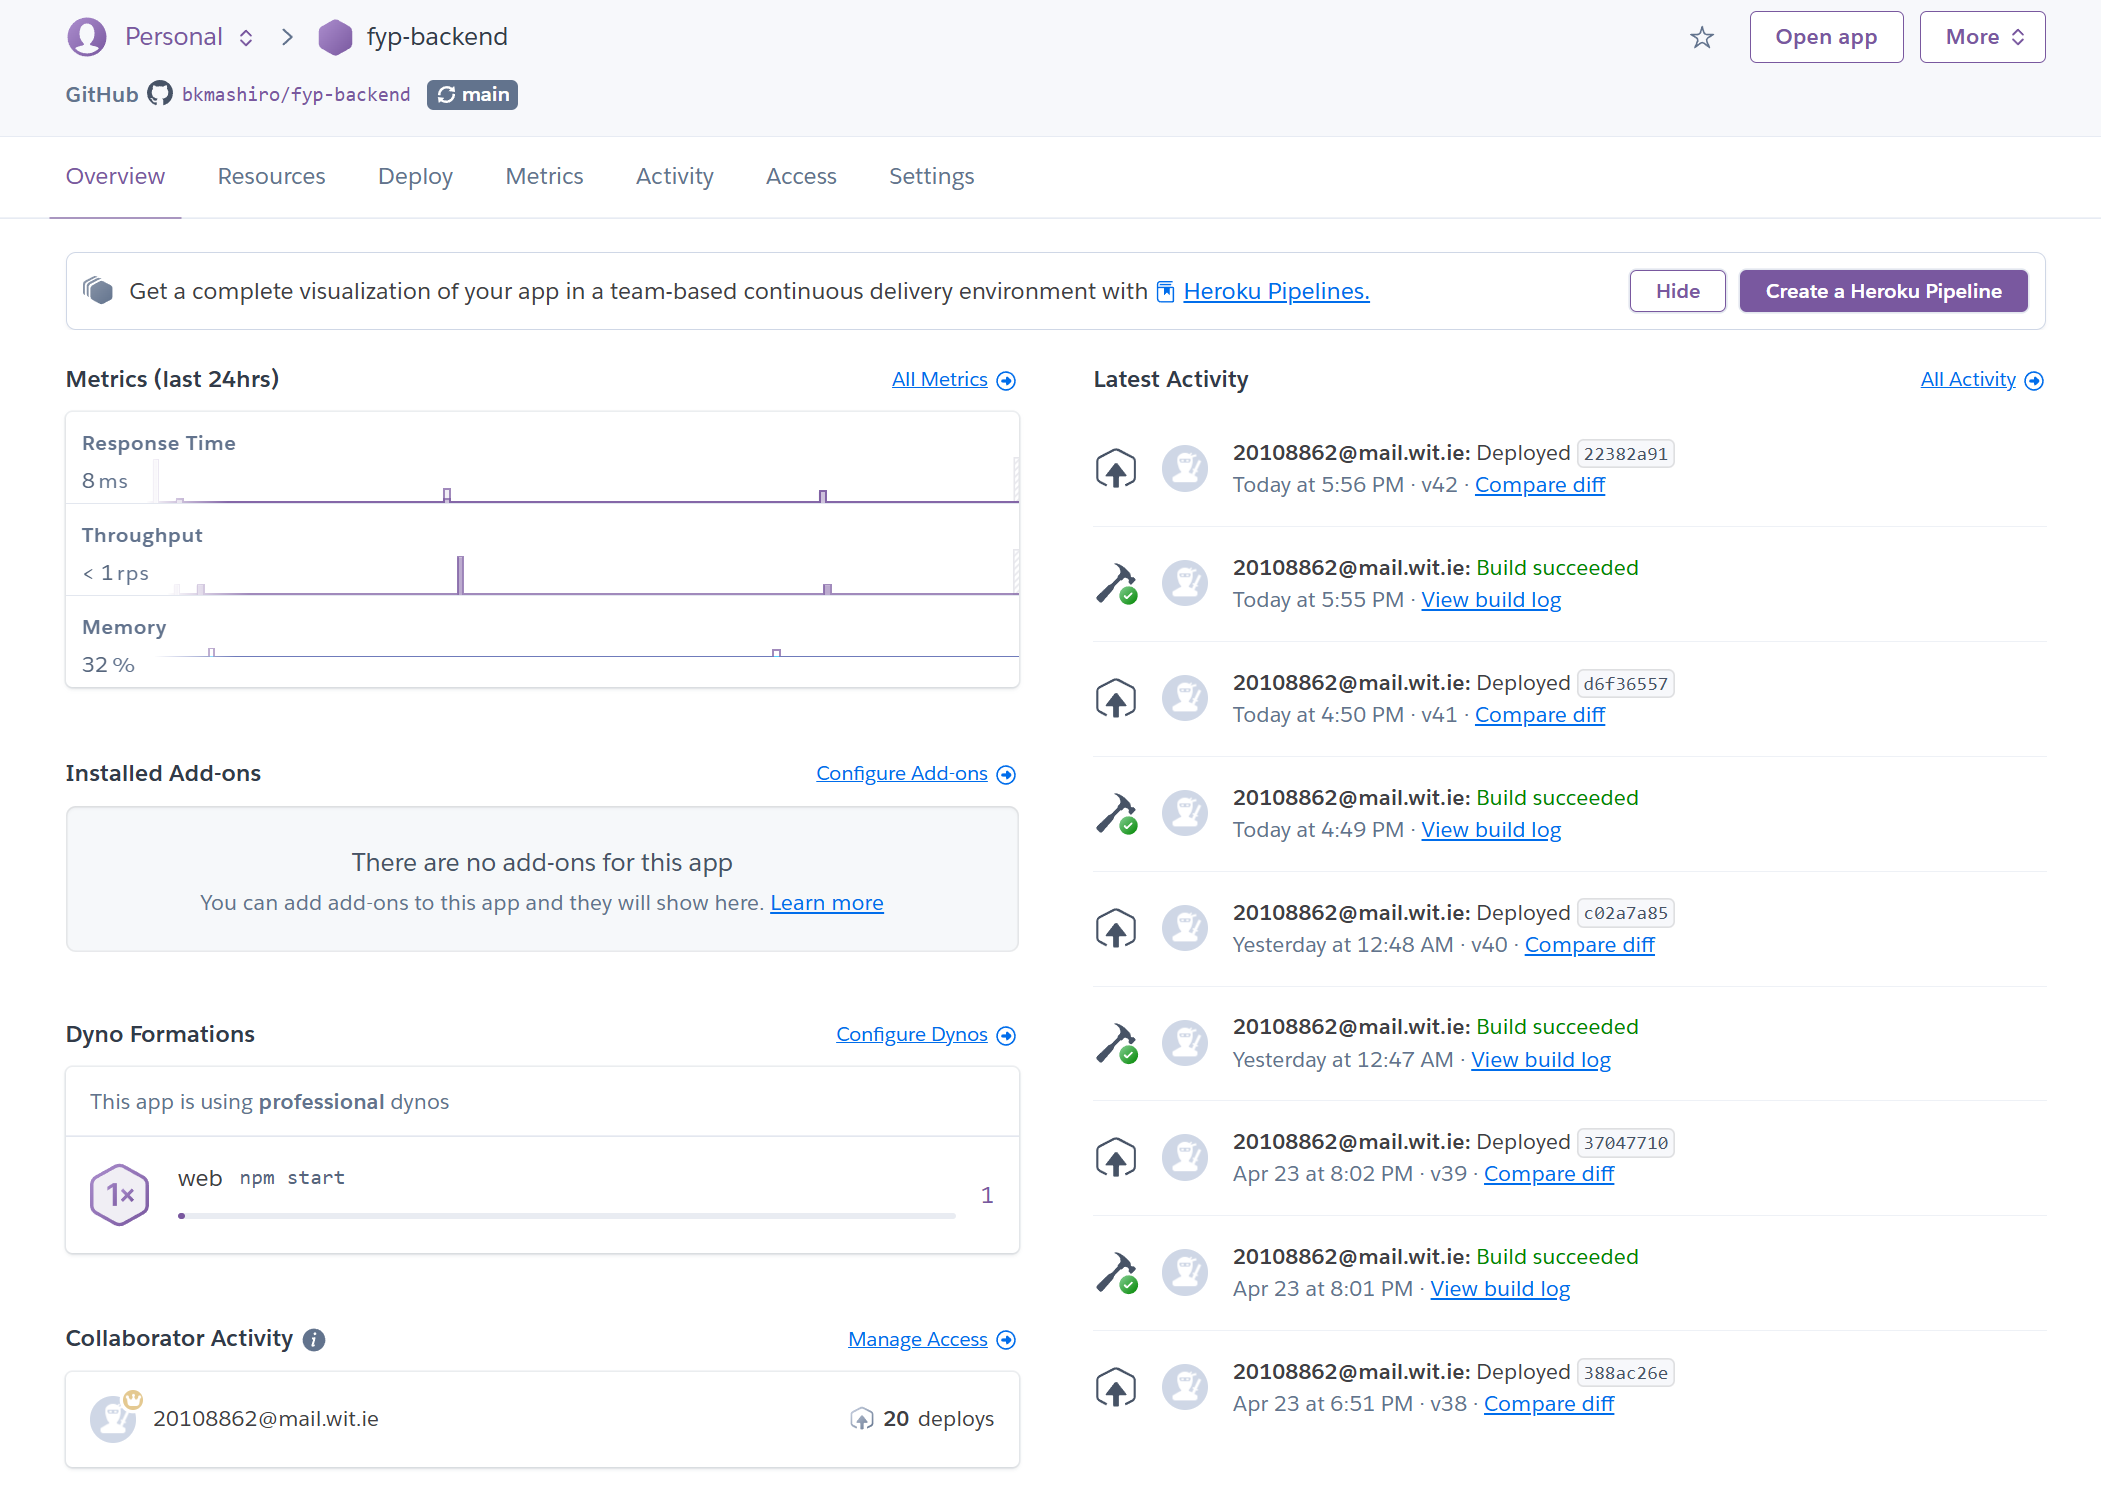 Personal
fyp-backend
Open app
More
GitHub bkmashiro/fyp-backend main
Overview Resources Deploy Metrics Activity Access Settings
Get a complete visualization of your app in a team-based continuous delivery environment with Heroku Pipelines.
Hide
Create a Heroku Pipeline
Metrics (last 24hrs)
All Metrics
Response Time
8 ms
Throughput
< 1 rps
Memory
32 %
Installed Add-ons
Configure Add-ons
There are no add-ons for this app
You can add add-ons to this app and they will show here. Learn more
Dyno Formations
Configure Dynos
This app is using professional dynos
1x
web npm start
1
Collaborator Activity i
Manage Access
20108862@mail.wit.ie
20 deploys
Latest Activity
All Activity
20108862@mail.wit.ie: Deployed 22382a91
Today at 5:56 PM · v42 · Compare diff
20108862@mail.wit.ie: Build succeeded
Today at 5:55 PM · View build log
20108862@mail.wit.ie: Deployed d6f36557
Today at 4:50 PM · v41 · Compare diff
20108862@mail.wit.ie: Build succeeded
Today at 4:49 PM · View build log
20108862@mail.wit.ie: Deployed c02a7a85
Yesterday at 12:48 AM · v40 · Compare diff
20108862@mail.wit.ie: Build succeeded
Yesterday at 12:47 AM · View build log
20108862@mail.wit.ie: Deployed 37047710
Apr 23 at 8:02 PM · v39 · Compare diff
20108862@mail.wit.ie: Build succeeded
Apr 23 at 8:01 PM · View build log
20108862@mail.wit.ie: Deployed 388ac26e
Apr 23 at 6:51 PM · v38 · Compare diff